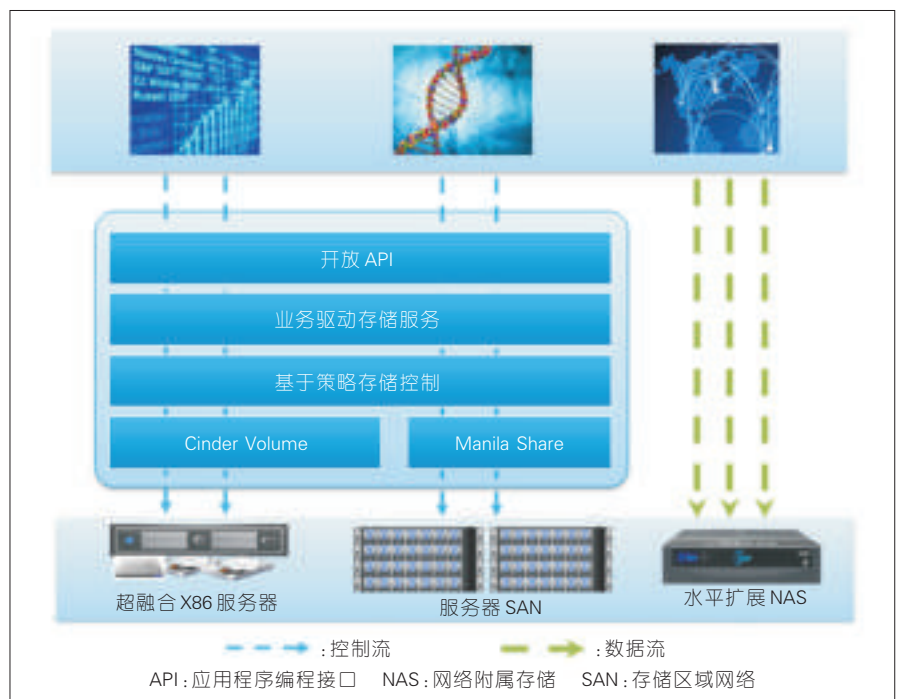 开放 API
业务驱动存储服务
基于策略存储控制
Cinder Volume
Manila Share
超融合 X86 服务器
服务器 SAN
水平扩展 NAS
:控制流
:数据流
API:应用程序编程接口 NAS:网络附属存储 SAN:存储区域网络